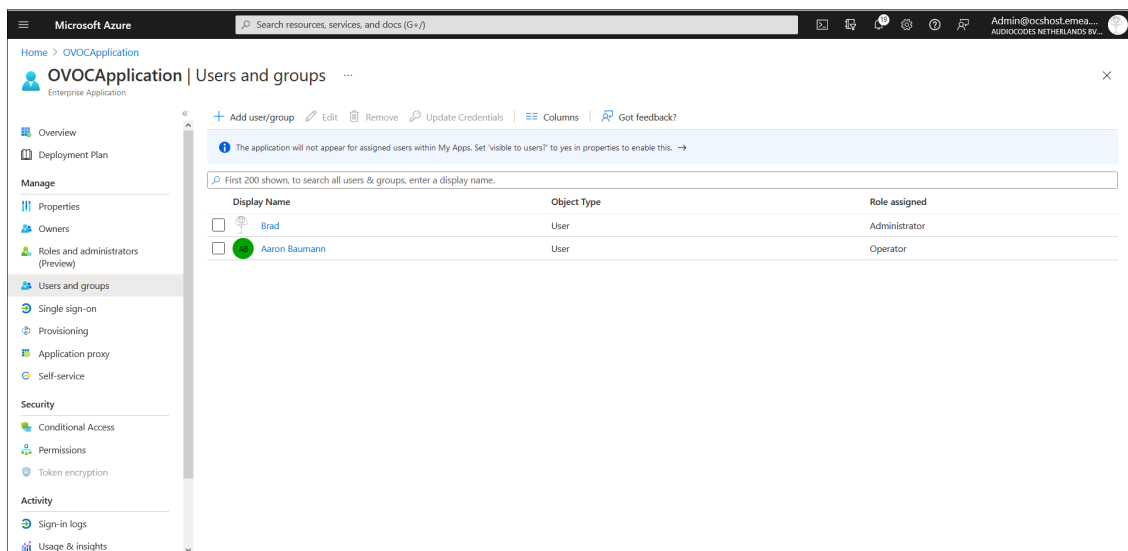 Microsoft Azure
Search resources, services, and docs (G+/)
19
Admin@ocshost.emea....
AUDIOCODES NETHERLANDS BV...
Home > OVOCApplication
OVOCApplication | Users and groups ...
Enterprise Application
Overview
Deployment Plan
Manage
Properties
Owners
Roles and administrators
(Preview)
Users and groups
Single sign-on
Provisioning
Application proxy
Self-service
Security
Conditional Access
Permissions
Token encryption
Activity
Sign-in logs
Usage & insights
Add user/group Edit Remove Update Credentials Columns Got feedback?
The application will not appear for assigned users within My Apps. Set 'visible to users?' to yes in properties to enable this. →
First 200 shown, to search all users & groups, enter a display name.
Display Name Object Type Role assigned
Brad User Administrator
AB Aaron Baumann User Operator